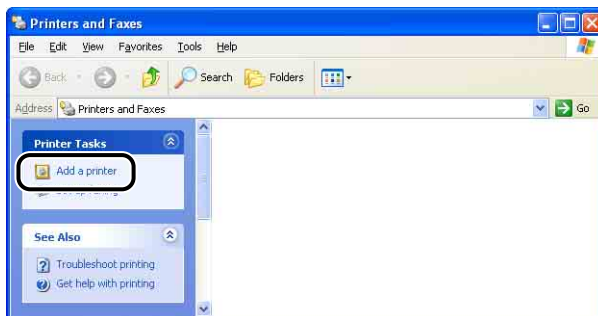 Printers and Faxes
File Edit View Favorites Tools Help
Back Search Folders
Address Printers and Faxes Go
Printer Tasks
Add a printer
See Also
Troubleshoot printing
Get help with printing